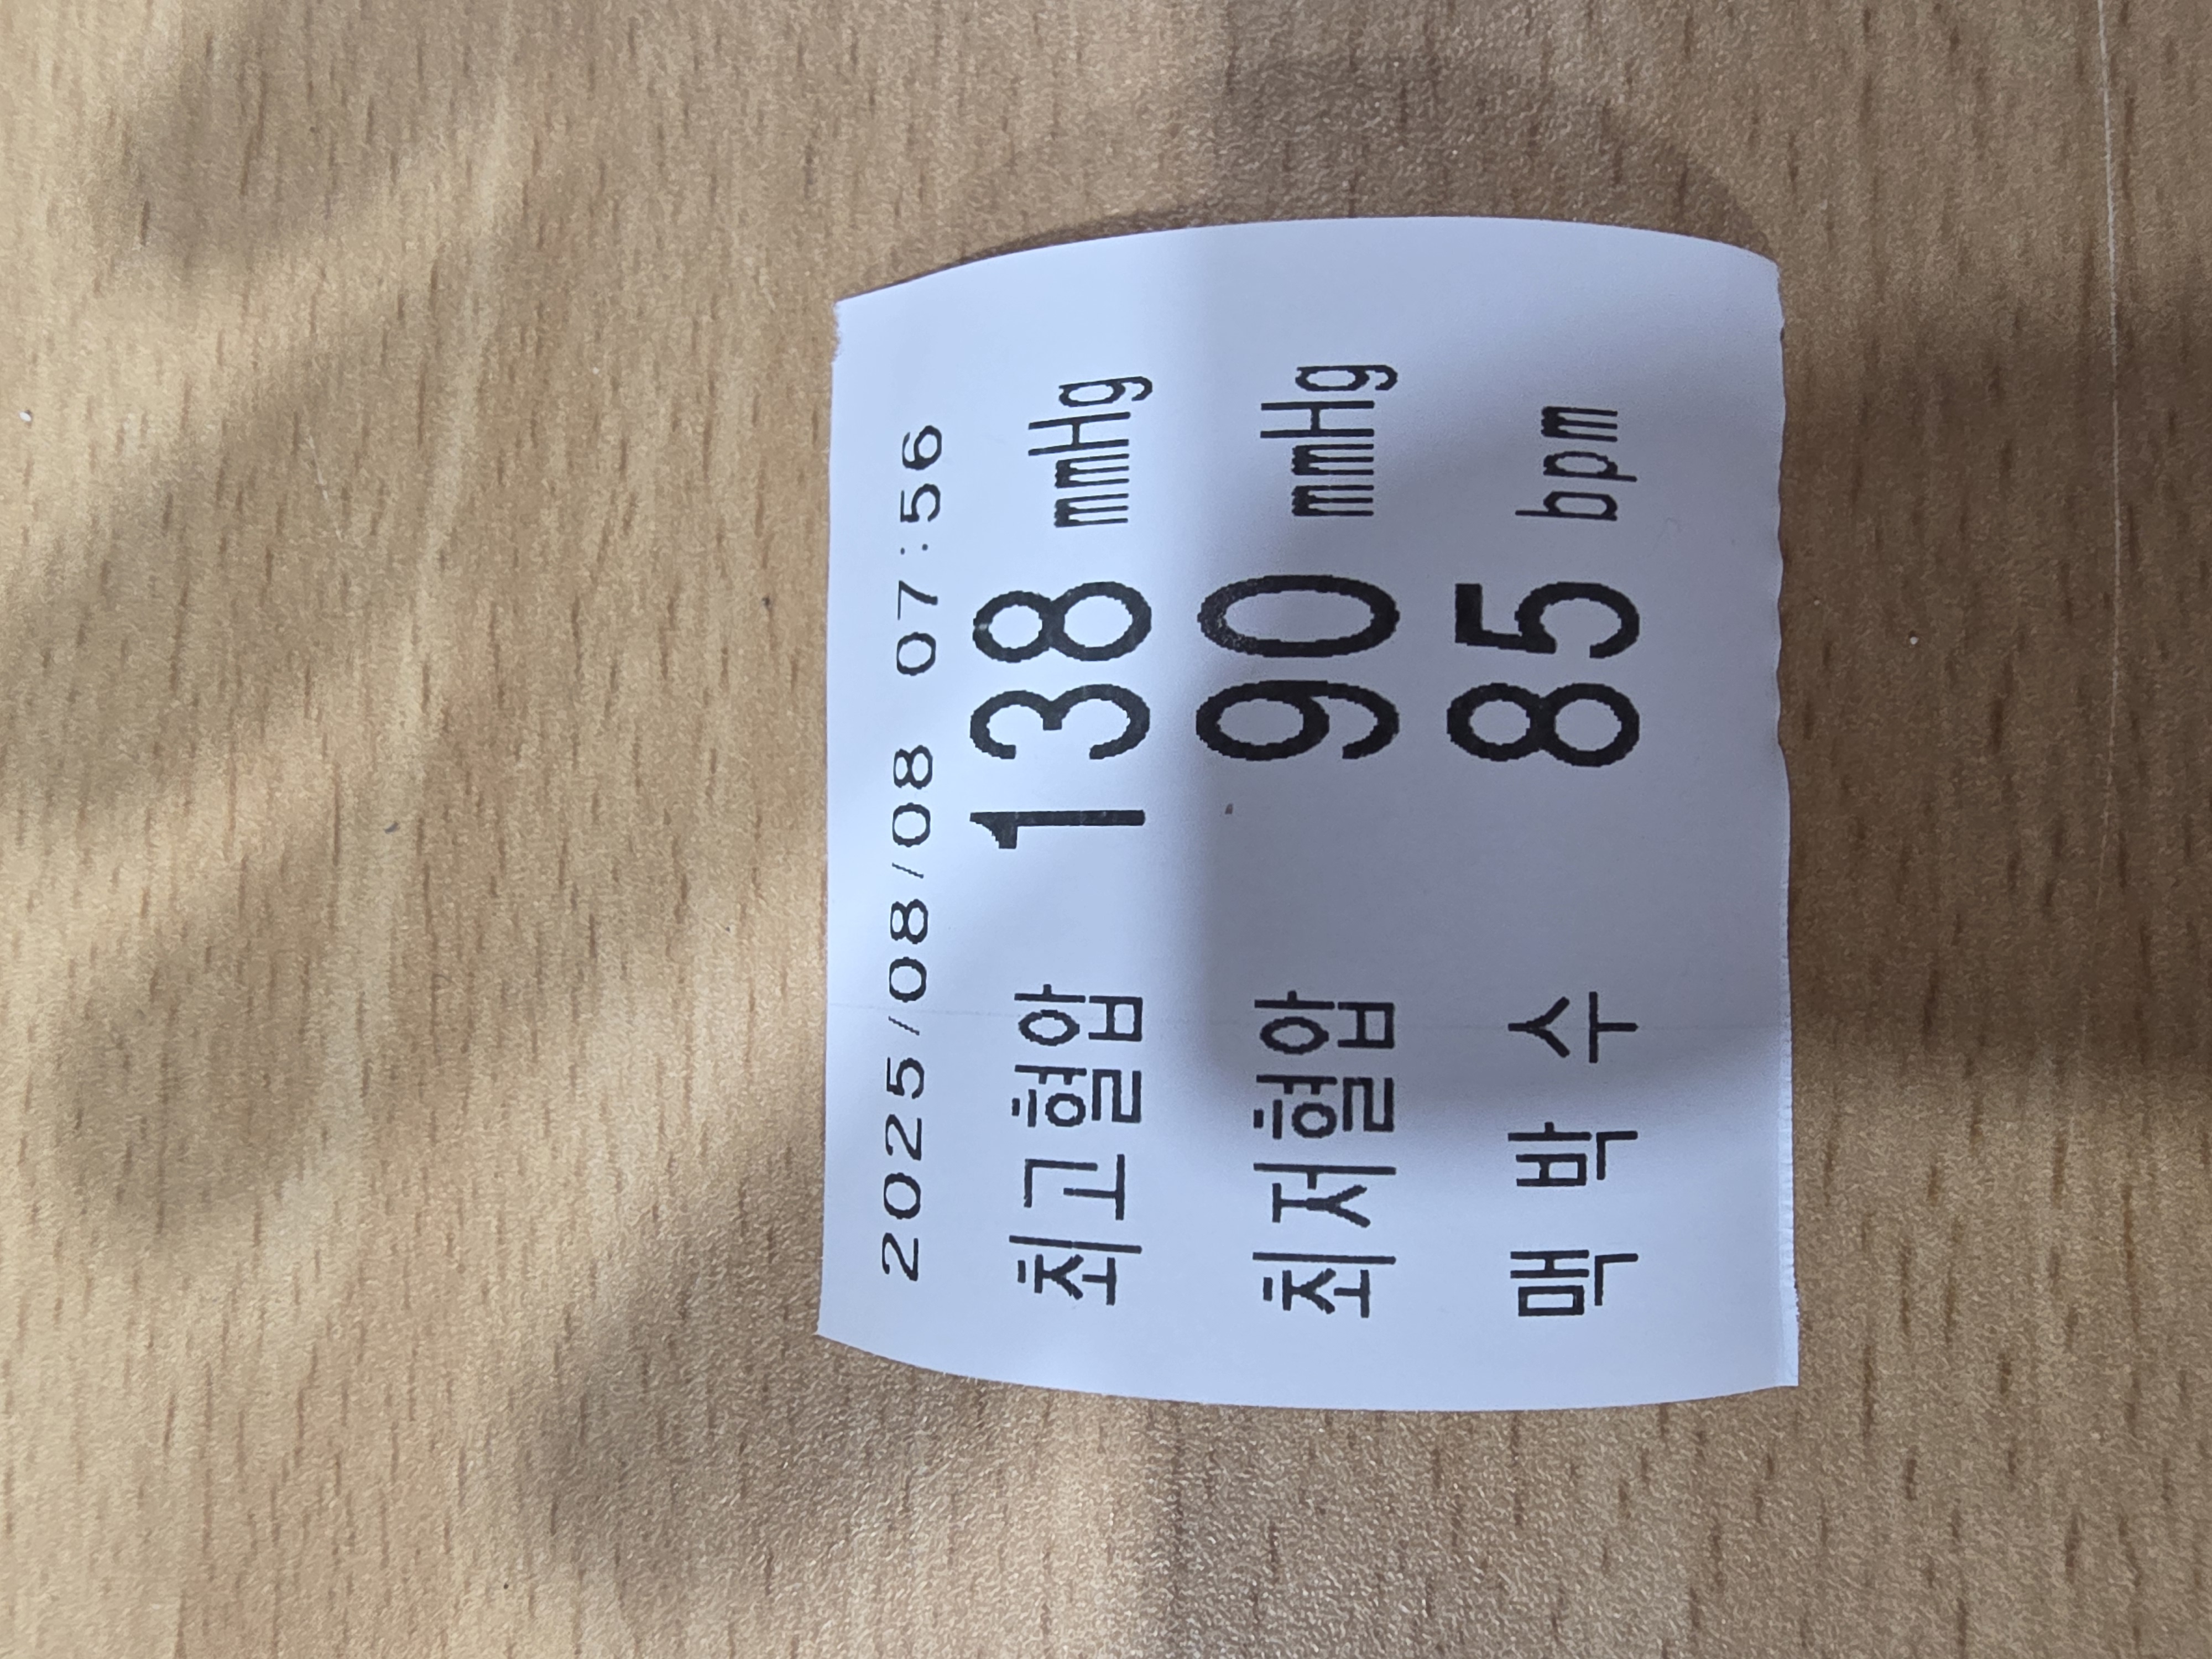 2025/08/08 07:56
최고혈압 138 mmHg
최저혈압 90 mmHg
맥 박 수 85 bpm